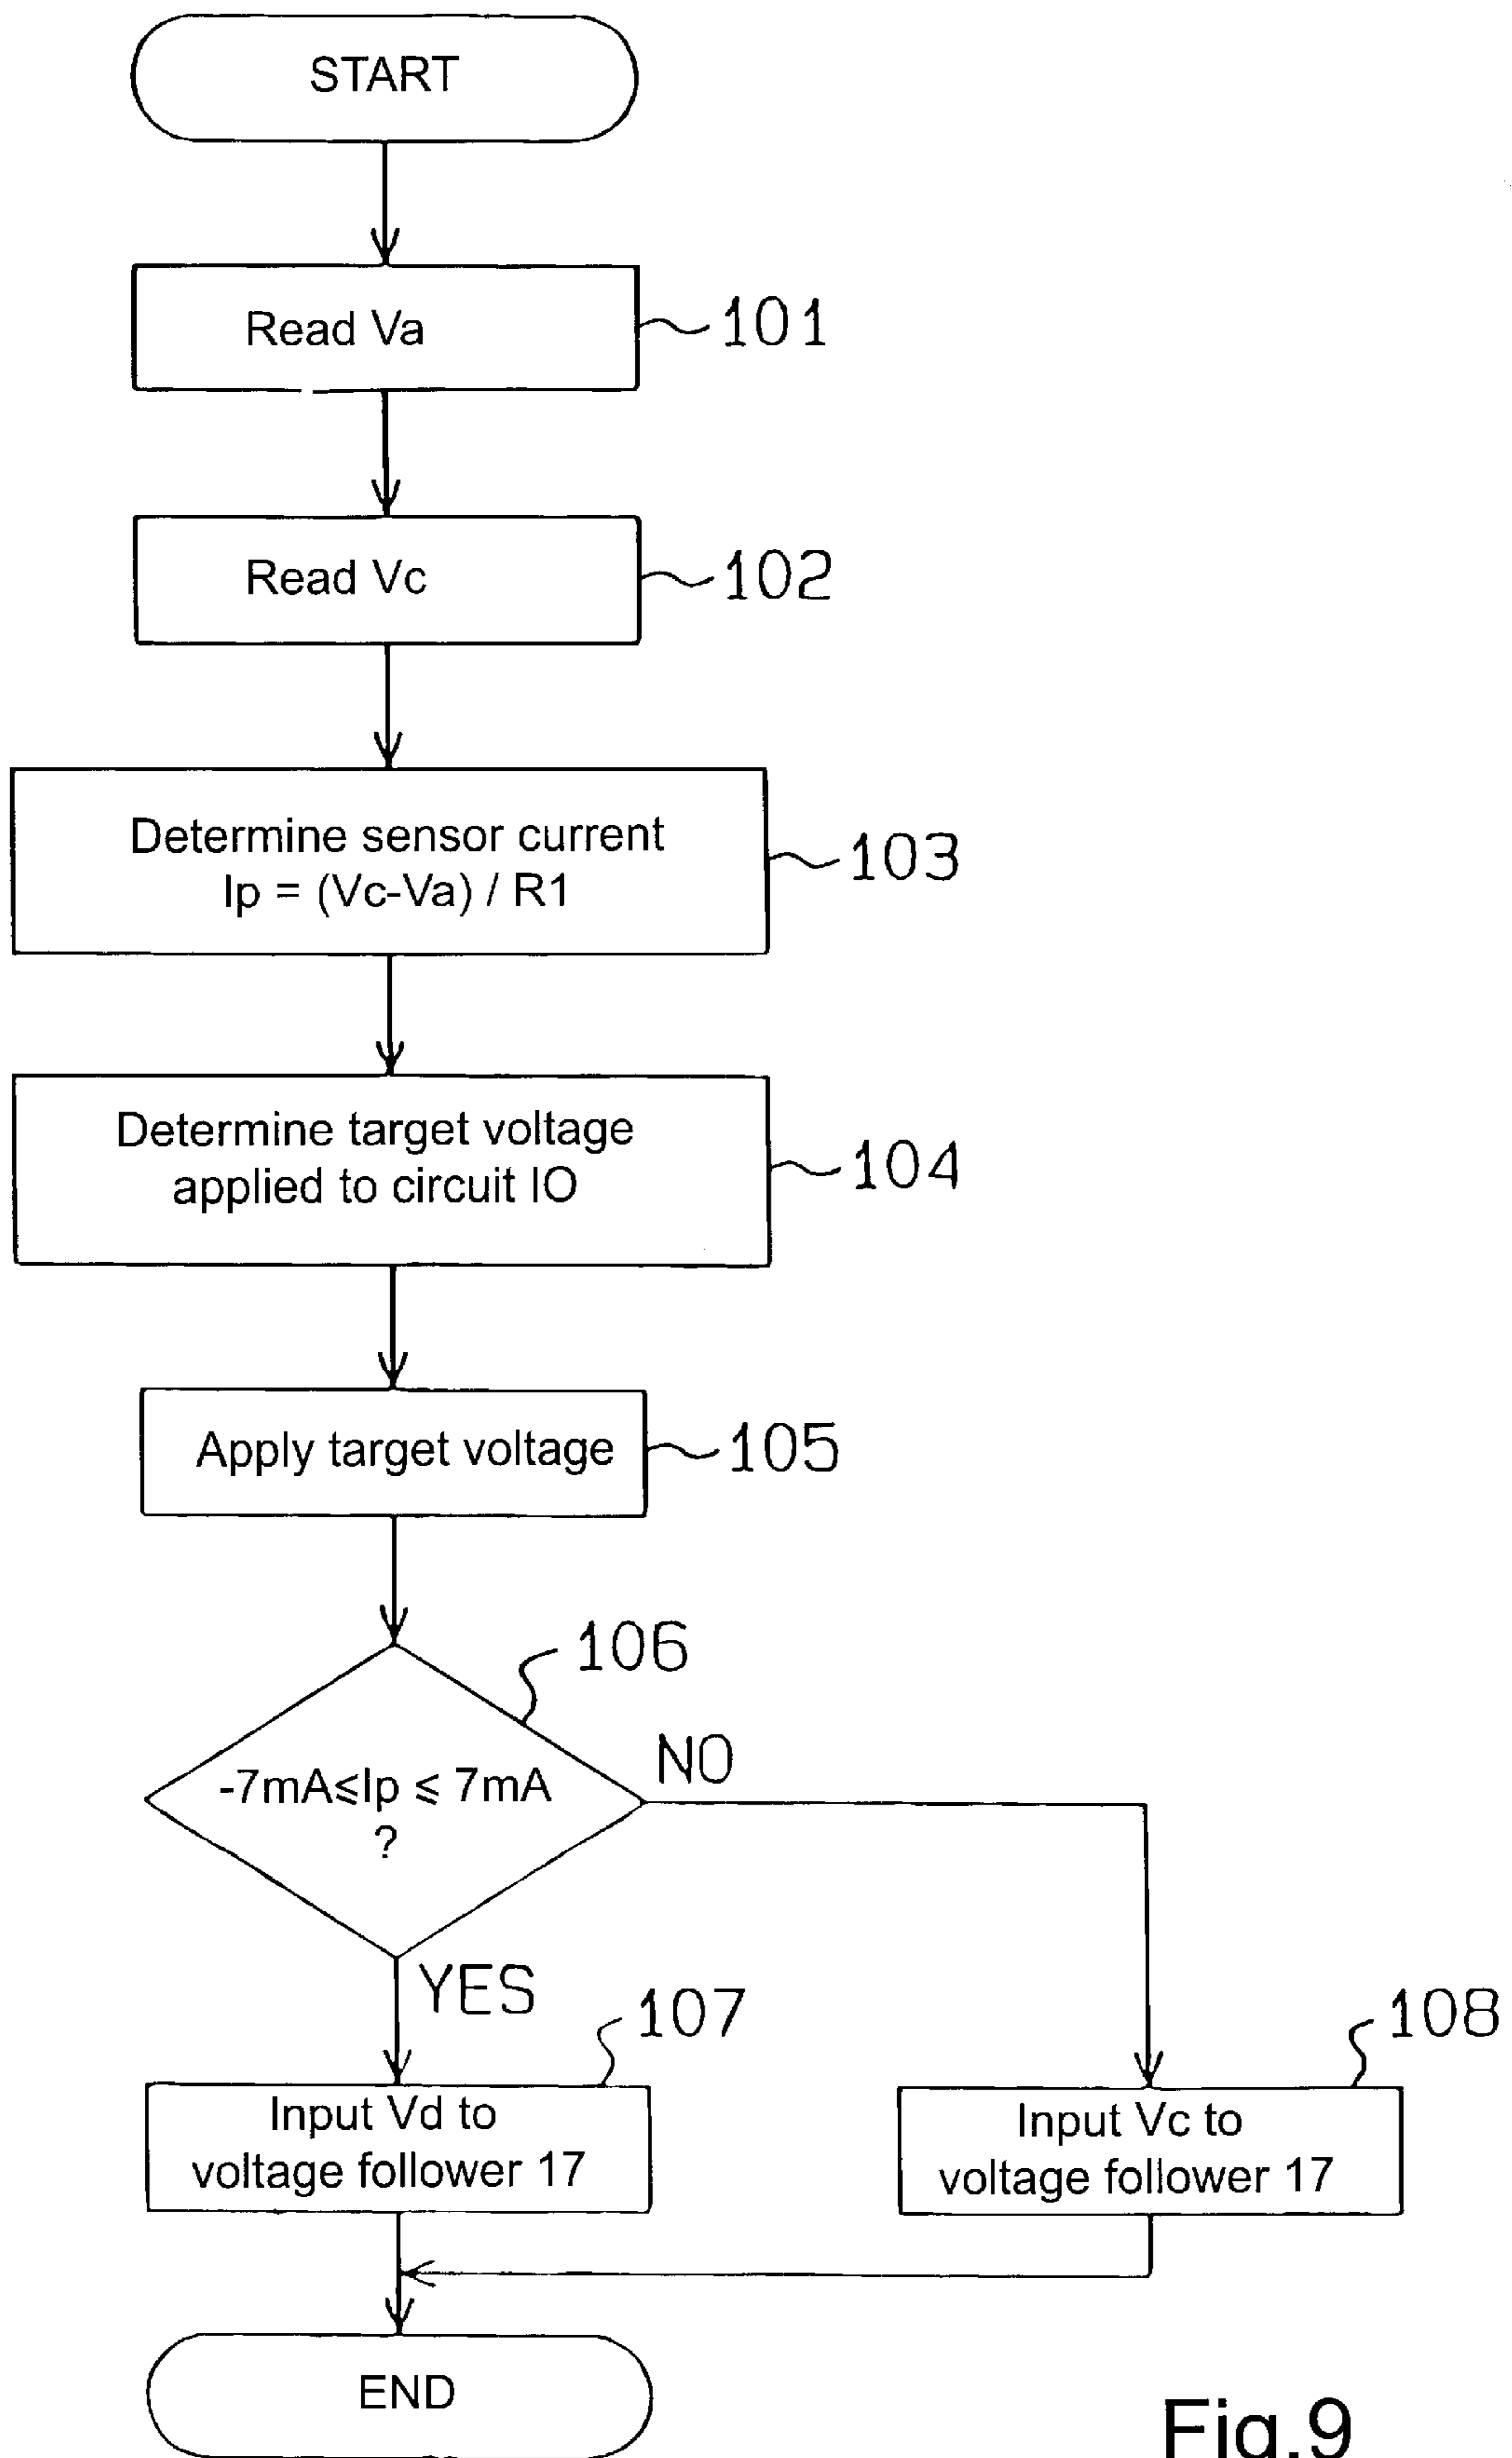 START
Read Va
101
Read Vc
102
Determine sensor current
Ip = (Vc-Va) / R1
103
Determine target voltage
applied to circuit IO
104
Apply target voltage
105
106
-7mA≤Ip ≤ 7mA
?
NO
YES
107
108
Input Vd to
voltage follower 17
Input Vc to
voltage follower 17
END
Fig.9